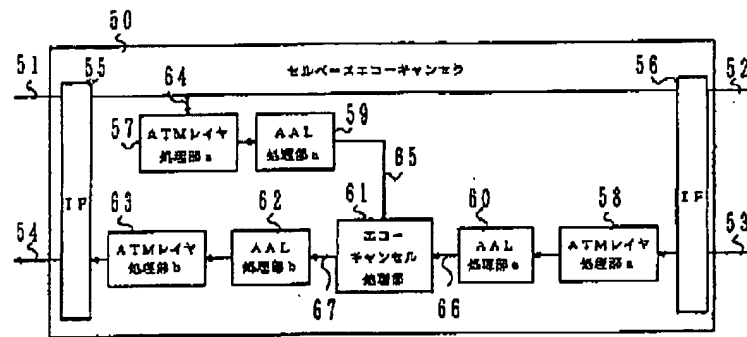 50
セルベースエコーキャンセラ
51
55
64
56
52
57
ATMレイヤ
処理部a
AAL
処理部a
59
65
IF
IF
54
63
ATMレイヤ
処理部b
62
AAL
処理部b
67
61
エコー
キャンセル
処理部
66
60
AAL
処理部a
58
ATMレイヤ
処理部a
53